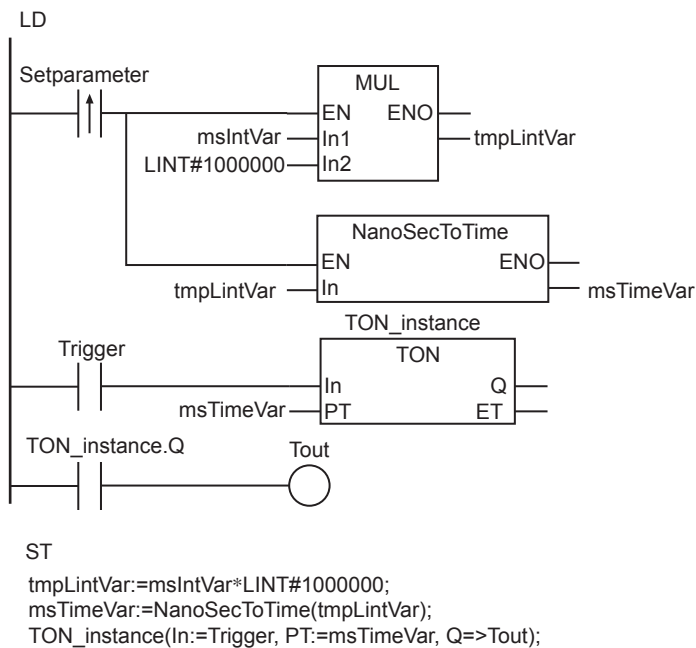 LD
Setparameter
MUL
EN ENO
msIntVar In1 tmpLintVar
LINT#1000000 In2
NanoSecToTime
EN ENO
tmpLintVar In msTimeVar
TON_instance
Trigger TON
In Q
msTimeVar PT ET
TON_instance.Q Tout
ST
tmpLintVar:=msIntVar*LINT#1000000;
msTimeVar:=NanoSecToTime(tmpLintVar);
TON_instance(In:=Trigger, PT:=msTimeVar, Q=>Tout);